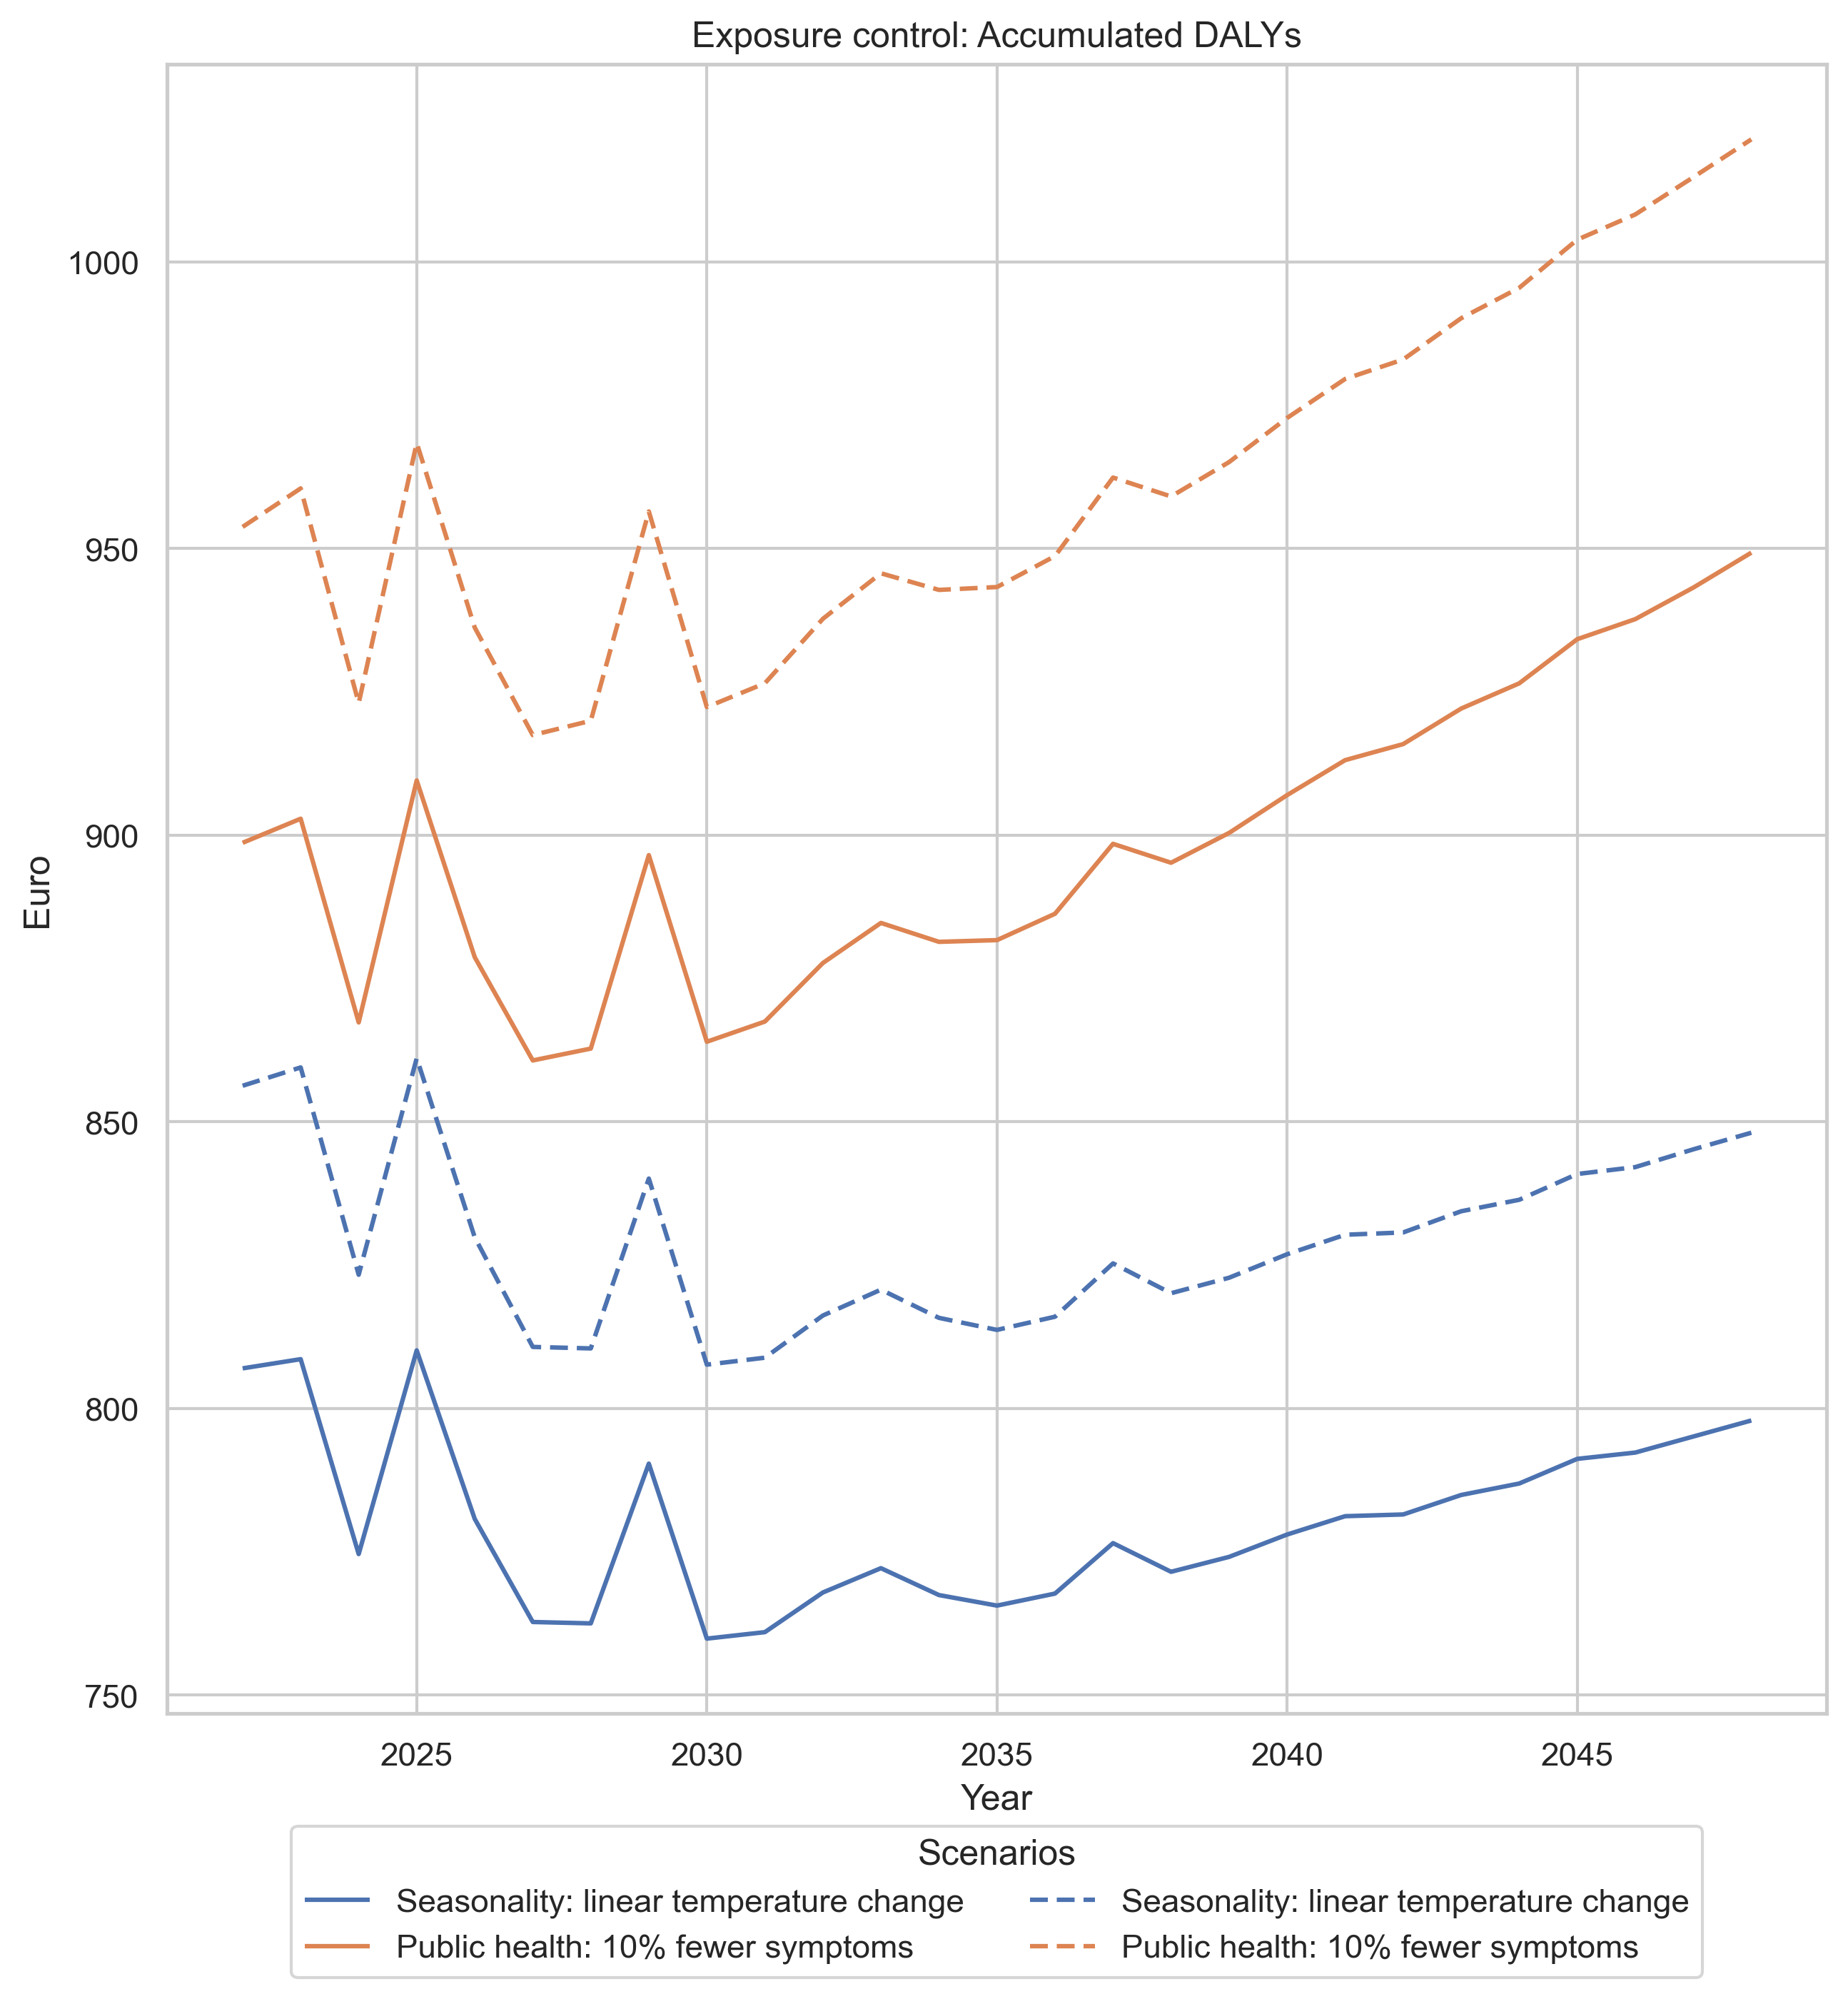 Exposure control: Accumulated DALYs
1000
950
900
850
800
750
Euro
2025 2030 2035 2040 2045
Year
Scenarios
Seasonality: linear temperature change Seasonality: linear temperature change
Public health: 10% fewer symptoms Public health: 10% fewer symptoms